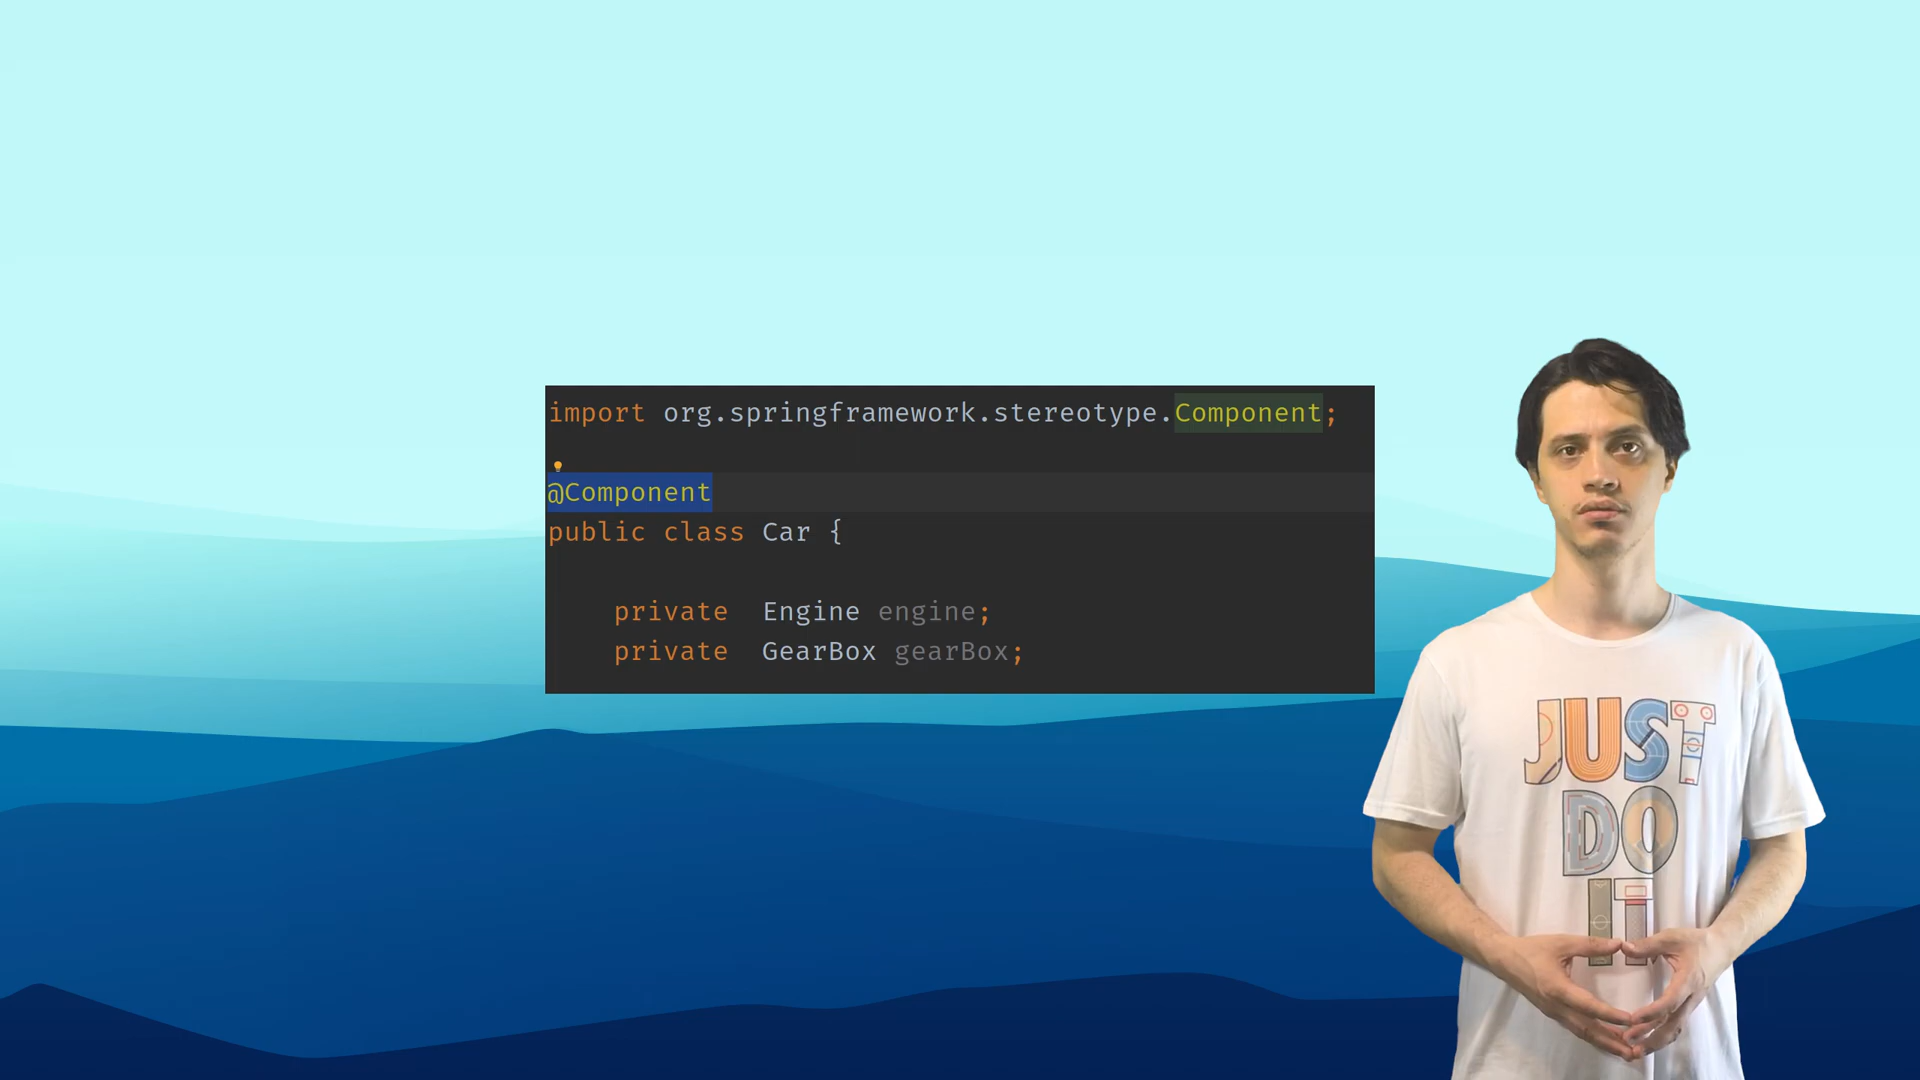 import org.springframework.stereotype.Component;
@Component
public class Car {
private Engine engine;
private GearBox gearBox;
JUST
DO
IT